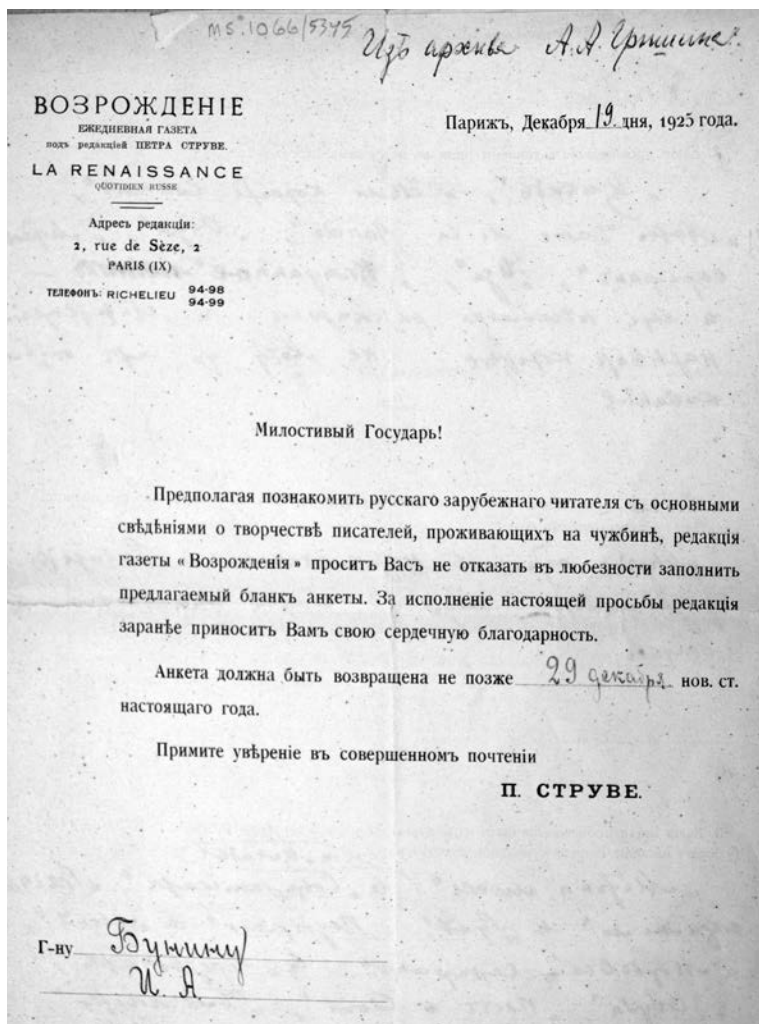 MS. 1066/5345
Изъ архива А. А.
ВОЗРОЖДЕНІЕ
ЕЖЕДНЕВНАЯ ГАЗЕТА
подъ редакціей ПЕТРА СТРУВЕ.
LA RENAISSANCE
QUOTIDIEN RUSSE
Адресъ редакціи:
2, rue de Sèze, 2
PARIS (IX)
ТЕЛЕФОНЪ: RICHELIEU 94-98
94-99
Парижъ, Декабря 19 дня, 1925 года.
Милостивый Государь!
Предполагая познакомить русскаго зарубежнаго читателя съ основными
свѣдѣніями о творчествѣ писателей, проживающихъ на чужбинѣ, редакція
газеты «Возрожденія» проситъ Васъ не отказать въ любезности заполнить
предлагаемый бланкъ анкеты. За исполненіе настоящей просьбы редакція
заранѣе приноситъ Вамъ свою сердечную благодарность.
Анкета должна быть возвращена не позже 29 декабря нов. ст.
настоящаго года.
Примите увѣреніе въ совершенномъ почтеніи
П. СТРУВЕ.
Г-ну Бунину
И. А.